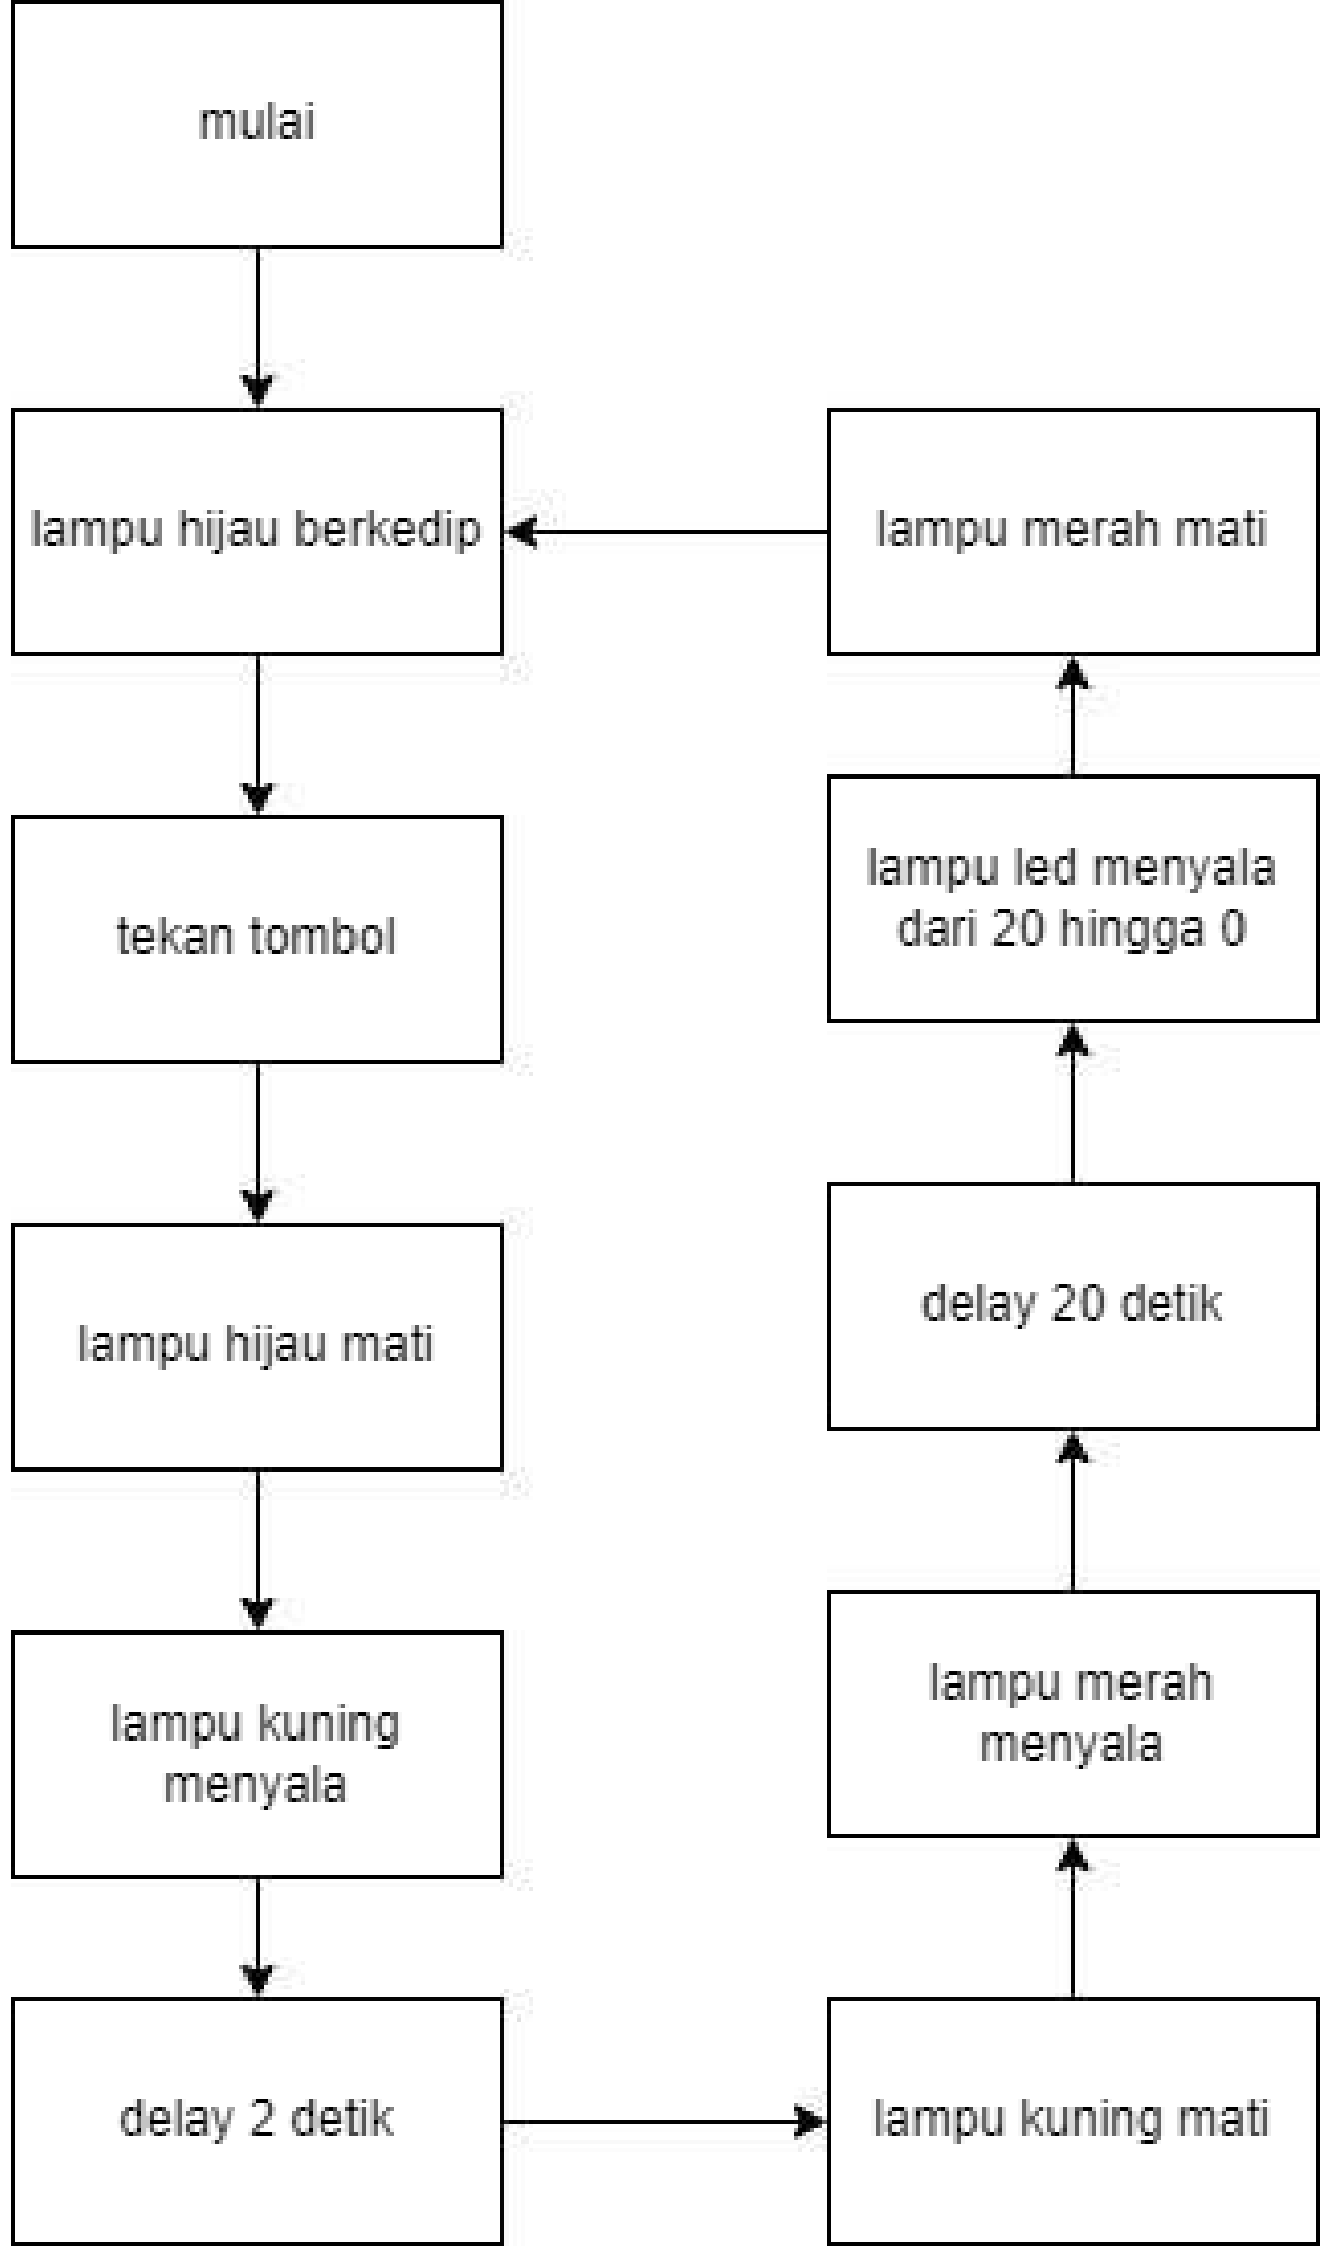 mulai
lampu hijau berkedip
tekan tombol
lampu hijau mati
lampu kuning
menyala
delay 2 detik
lampu kuning mati
lampu merah
menyala
delay 20 detik
lampu led menyala
dari 20 hingga 0
lampu merah mati